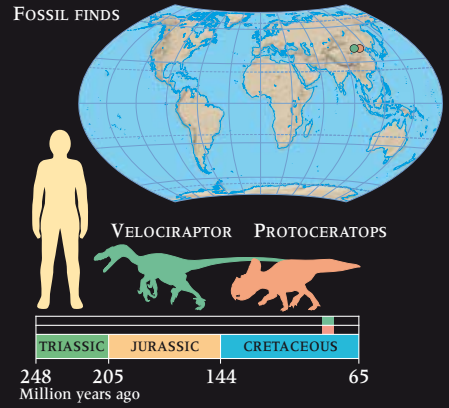 FOSSIL FINDS
VELOCIRAPTOR PROTOCERATOPS
TRIASSIC JURASSIC CRETACEOUS
248 205 144 65
Million years ago